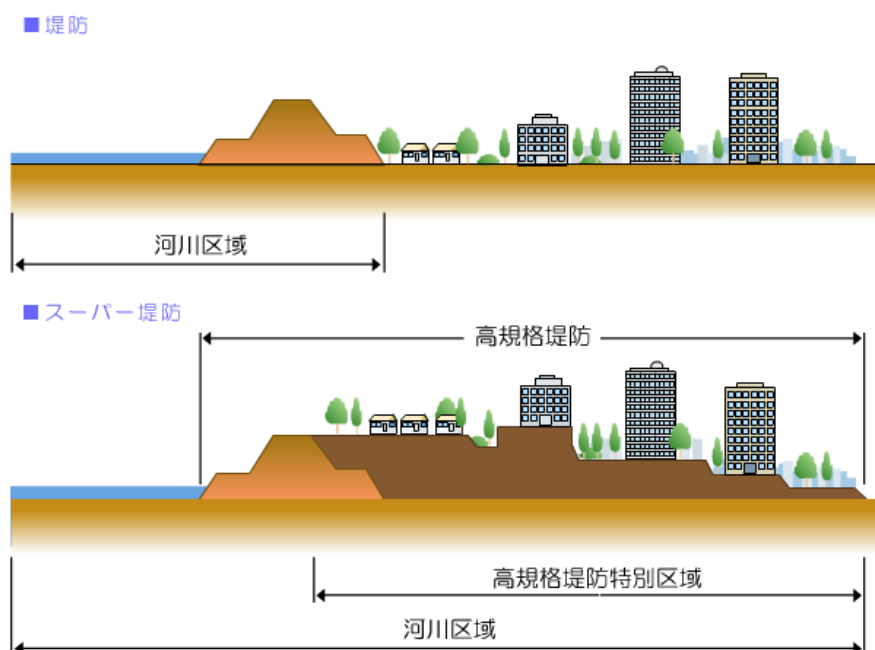 ■堤防
河川区域
■スーパー堤防
高規格堤防
高規格堤防特別区域
河川区域